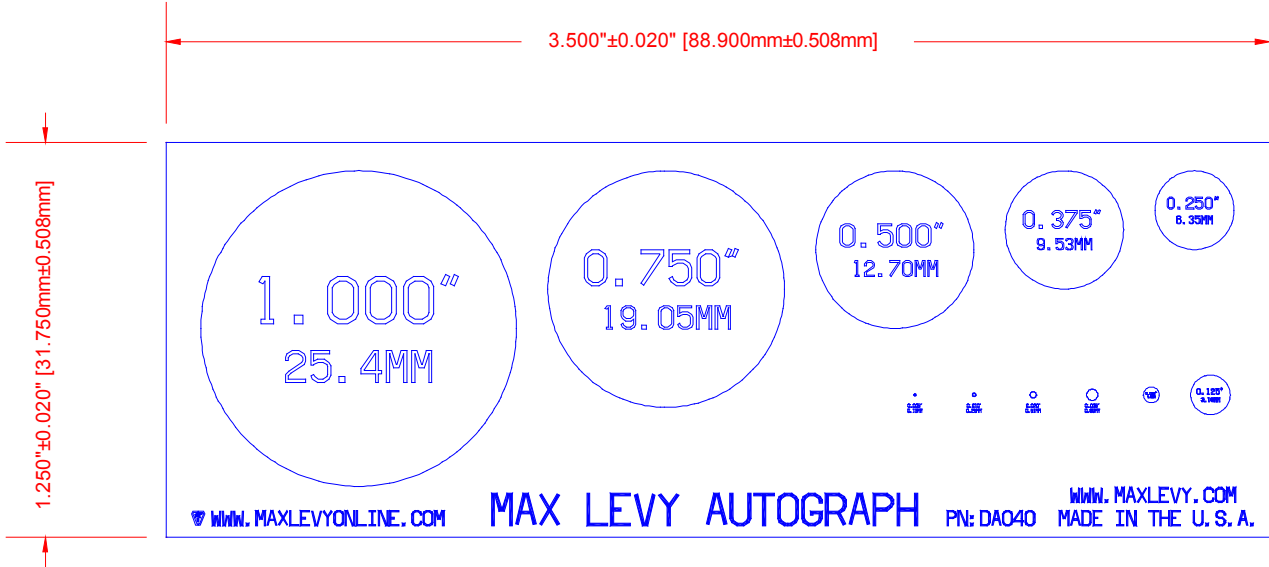 3.500"±0.020" [88.900mm±0.508mm]
1.250"±0.020" [31.750mm±0.508mm]
1.000"
25.4MM
0.750"
19.05MM
0.500"
12.70MM
0.375"
9.53MM
0.250"
6.35MM
0.125"
WWW.MAXLEVYONLINE.COM
MAX LEVY AUTOGRAPH
PN:DA040
WWW.MAXLEVY.COM
MADE IN THE U.S.A.